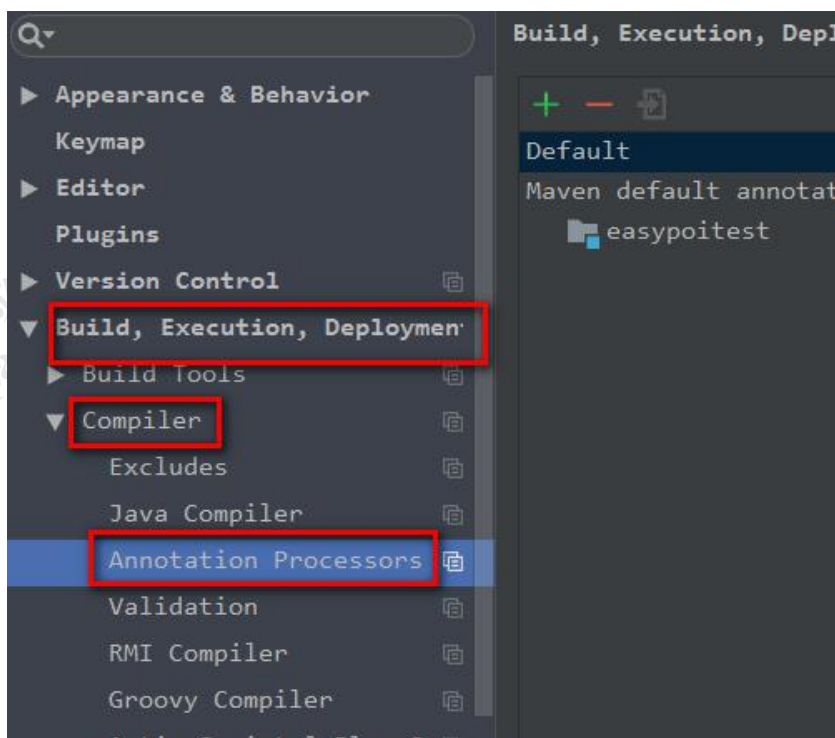 Build, Execution, Depl
Appearance & Behavior
Keymap
Editor
Plugins
Version Control
Build, Execution, Deploymen
Build Tools
Compiler
Excludes
Java Compiler
Annotation Processors
Validation
RMI Compiler
Groovy Compiler
Default
Maven default annotat
easypoitest